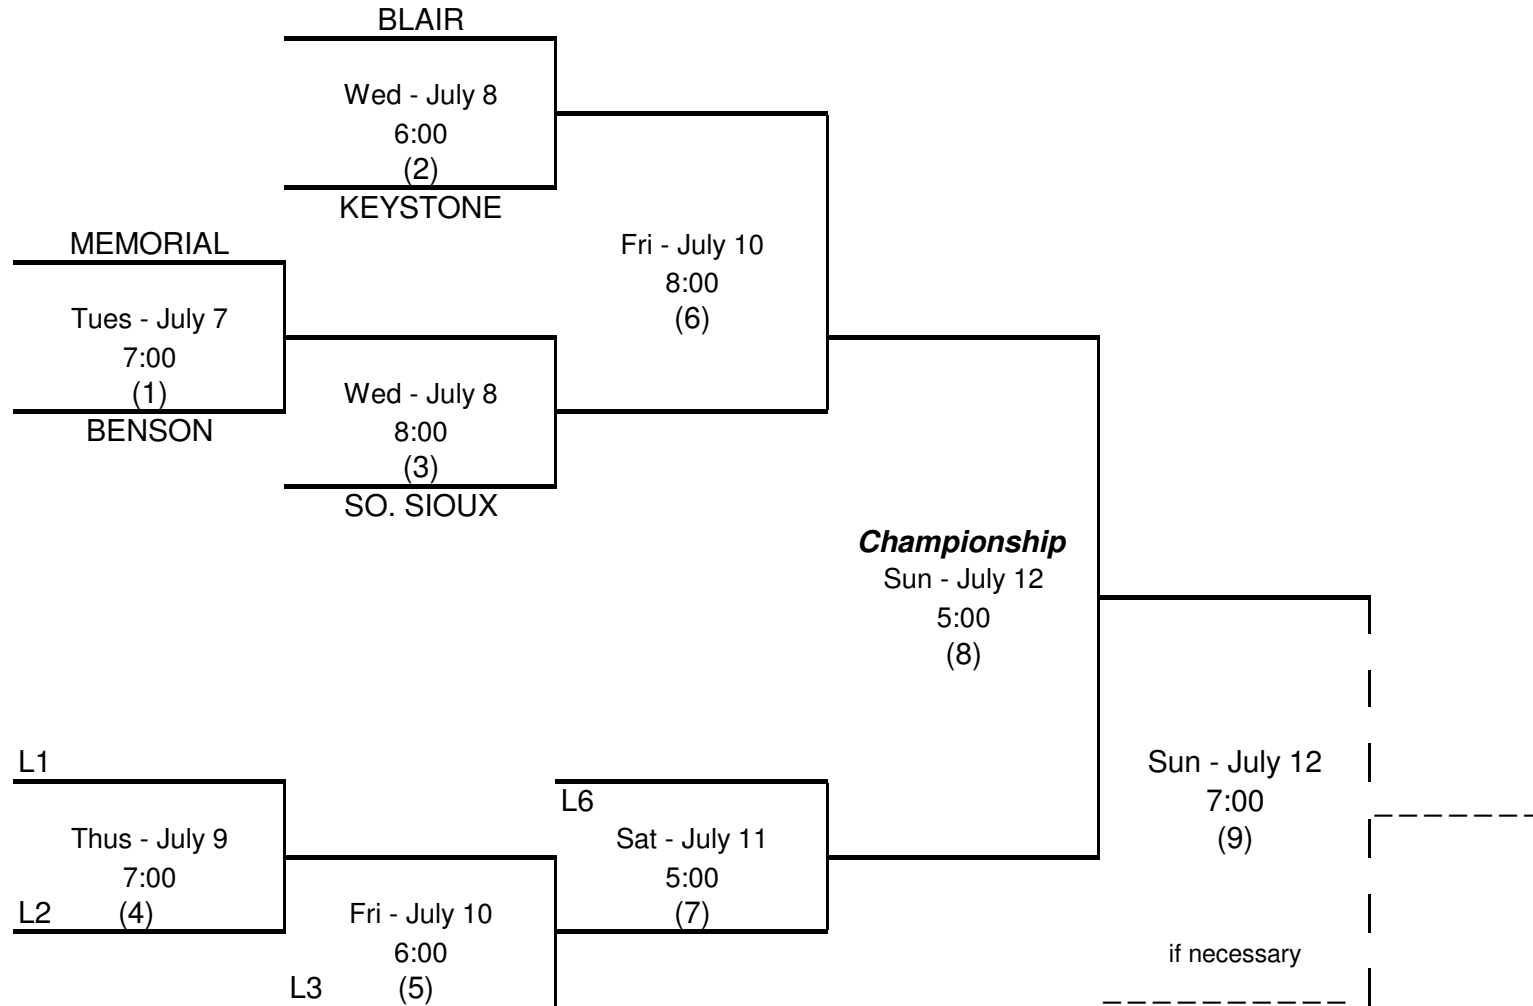 BLAIR
Wed - July 8
6:00
(2)
KEYSTONE
MEMORIAL
Tues - July 7
7:00
(1)
BENSON
Fri - July 10
8:00
(6)
Wed - July 8
8:00
(3)
SO. SIOUX
Championship
Sun - July 12
5:00
(8)
L1
Thus - July 9
7:00
L2 (4)
L6
Sat - July 11
5:00
(7)
Fri - July 10
6:00
L3 (5)
Sun - July 12
7:00
(9)
if necessary